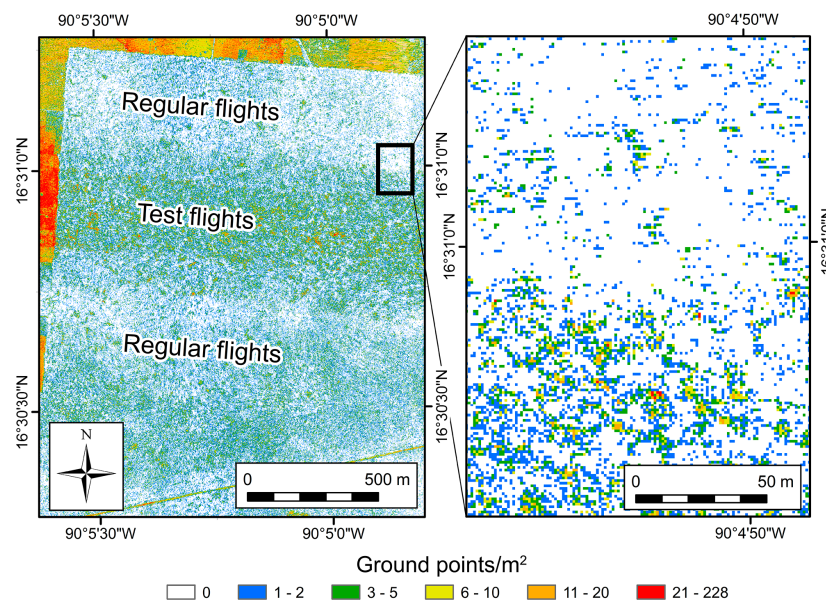 90°5'30"W
90°5'0"W
90°4'50"W
Regular flights
16°31'0"N
16°31'0"N
Test flights
16°31'0"N
16°31'0"N
Regular flights
16°30'30"N
16°30'30"N
N
0 500 m
0 50 m
90°5'30"W
90°5'0"W
90°4'50"W
Ground points/m²
0 1 - 2 3 - 5 6 - 10 11 - 20 21 - 228